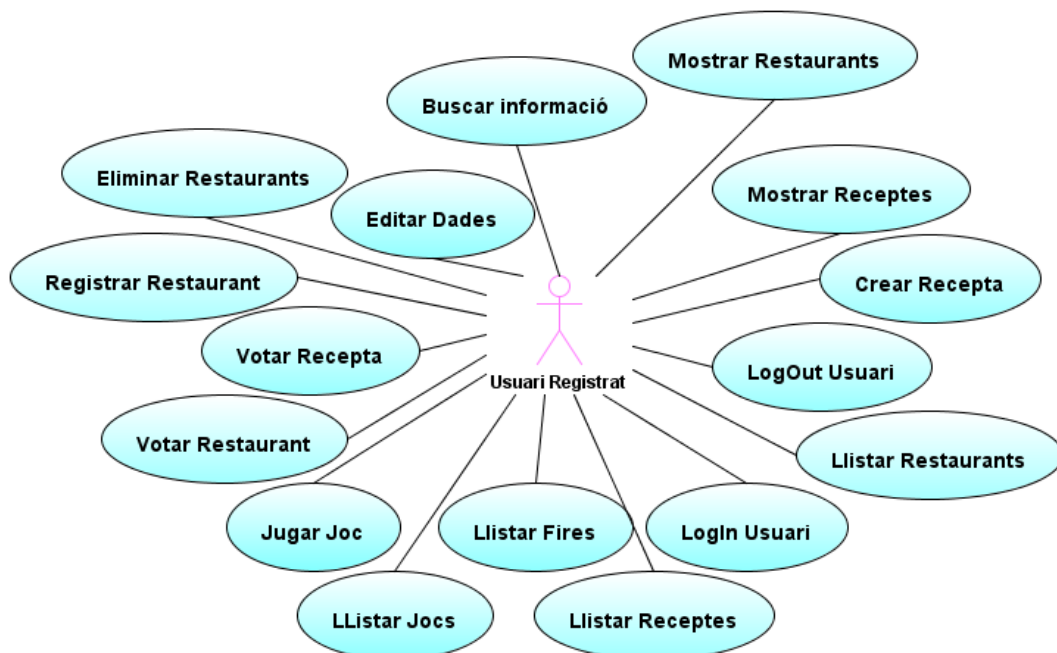 Mostrar Restaurants
Buscar informació
Eliminar Restaurants
Mostrar Receptes
Editar Dades
Registrar Restaurant
Crear Recepta
Votar Recepta
LogOut Usuari
Usuari Registrat
Votar Restaurant
Llistar Restaurants
Jugar Joc
Llistar Fires
LogIn Usuari
LListar Jocs
Llistar Receptes